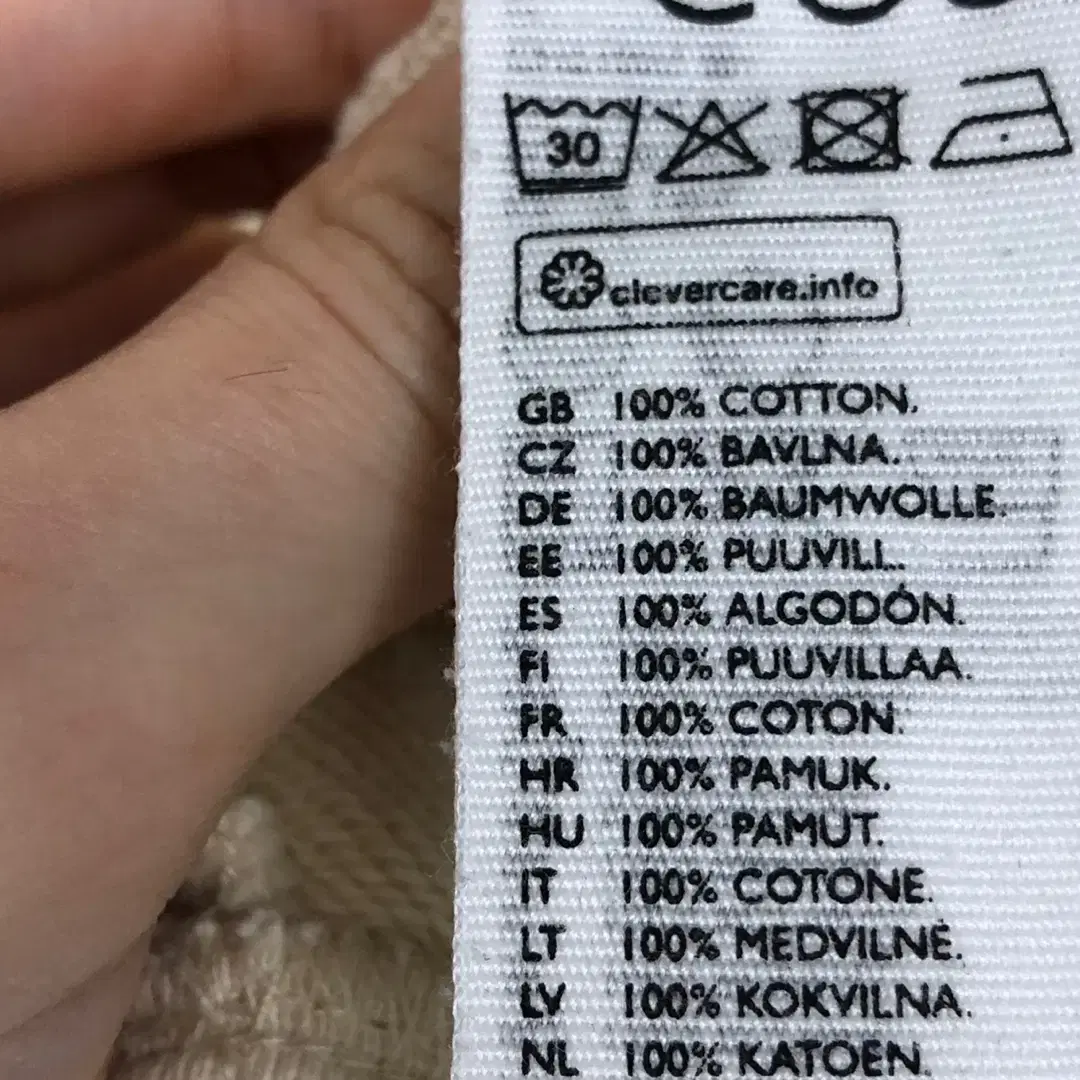 30
clevercare.info
GB 100% COTTON.
CZ 100% BAVLNA.
DE 100% BAUMWOLLE.
EE 100% PUUVILL.
ES 100% ALGODÓN.
FI 100% PUUVILLAA.
FR 100% COTON.
HR 100% PAMUK.
HU 100% PAMUT.
IT 100% COTONE.
LT 100% MEDVILNĖ.
LV 100% KOKVILNA.
NL 100% KATOEN.